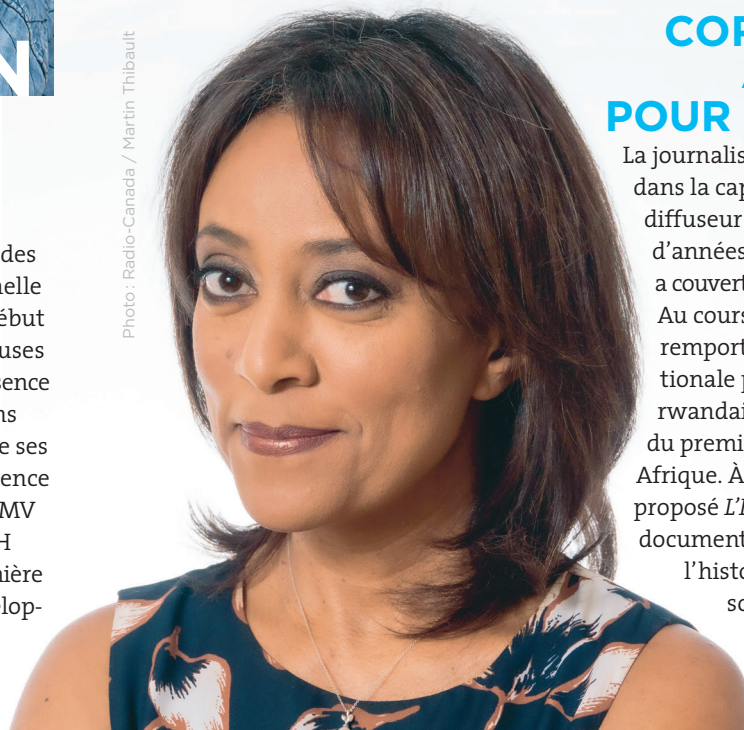 N
des
nelle
ébut
uses
sence
ns
e ses
ence
MV
H
nière
elop-
Photo : Radio-Canada / Martin Thibault
COR
POUR
La journalis
dans la cap
diffuseur
d'années
a couvert
Au cours
remport
tionale p
rwandai
du premi
Afrique. À
proposé L'I
document
l'histo
so